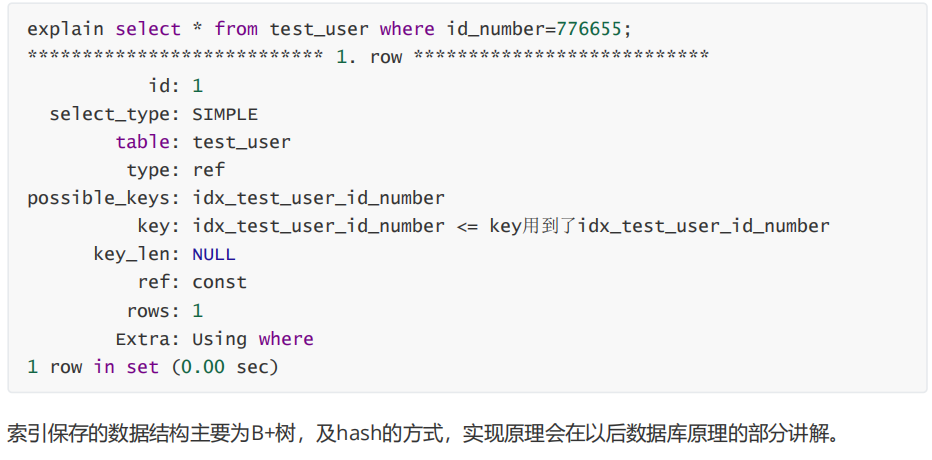 explain select * from test_user where id_number=776655;
*************************** 1. row ***************************
id: 1
select_type: SIMPLE
table: test_user
type: ref
possible_keys: idx_test_user_id_number
key: idx_test_user_id_number <= key用到了idx_test_user_id_number
key_len: NULL
ref: const
rows: 1
Extra: Using where
1 row in set (0.00 sec)
索引保存的数据结构主要为B+树，及hash的方式，实现原理会在以后数据库原理的部分讲解。